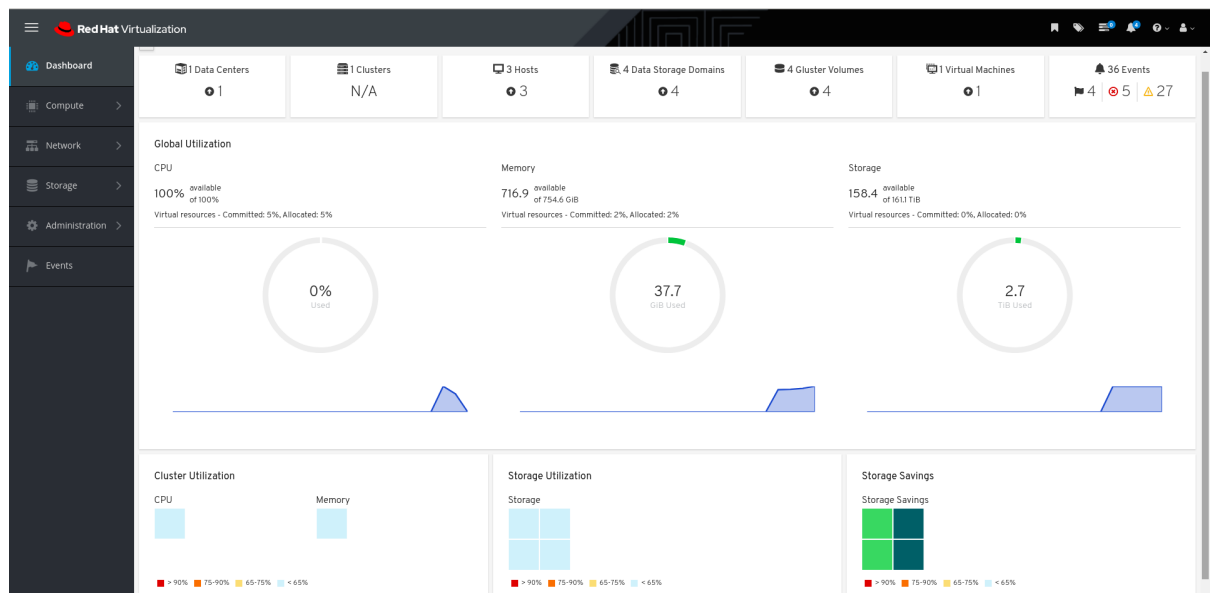 Red Hat Virtualization
Dashboard
Compute
Network
Storage
Administration
Events
1 Data Centers
1
1 Clusters
N/A
3 Hosts
3
4 Data Storage Domains
4
4 Gluster Volumes
4
1 Virtual Machines
1
36 Events
4 5 27
Global Utilization
CPU
100% available of 100%
Virtual resources - Committed: 5%, Allocated: 5%
0%
Used
Memory
716.9 available of 754.6 GiB
Virtual resources - Committed: 2%, Allocated: 2%
37.7
GiB Used
Storage
158.4 available of 161.1 TiB
Virtual resources - Committed: 0%, Allocated: 0%
2.7
TiB Used
Cluster Utilization
CPU
Memory
> 90% 75-90% 65-75% < 65%
Storage Utilization
Storage
> 90% 75-90% 65-75% < 65%
Storage Savings
Storage Savings
> 90% 75-90% 65-75% < 65%